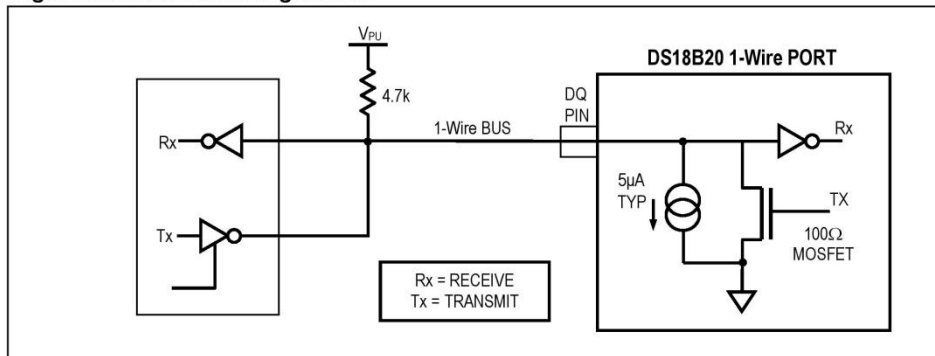 V_PU
DS18B20 1-Wire PORT
4.7k
DQ
PIN
Rx
1-Wire BUS
Rx
5µA
TYP
TX
Tx
100Ω
MOSFET
Rx = RECEIVE
Tx = TRANSMIT